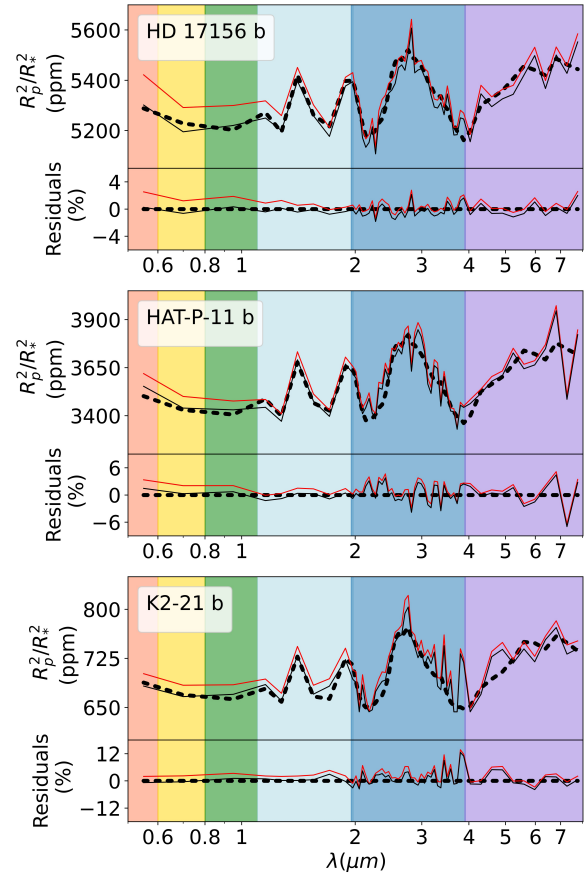 HD 17156 b
5600
5400
5200
R_p^2/R_*^2
(ppm)
4
0
−4
Residuals
(%)
0.6 0.8 1 2 3 4 5 6 7
HAT-P-11 b
3900
3650
3400
R_p^2/R_*^2
(ppm)
6
0
−6
Residuals
(%)
0.6 0.8 1 2 3 4 5 6 7
K2-21 b
800
725
650
R_p^2/R_*^2
(ppm)
12
0
−12
Residuals
(%)
0.6 0.8 1 2 3 4 5 6 7
λ(μm)